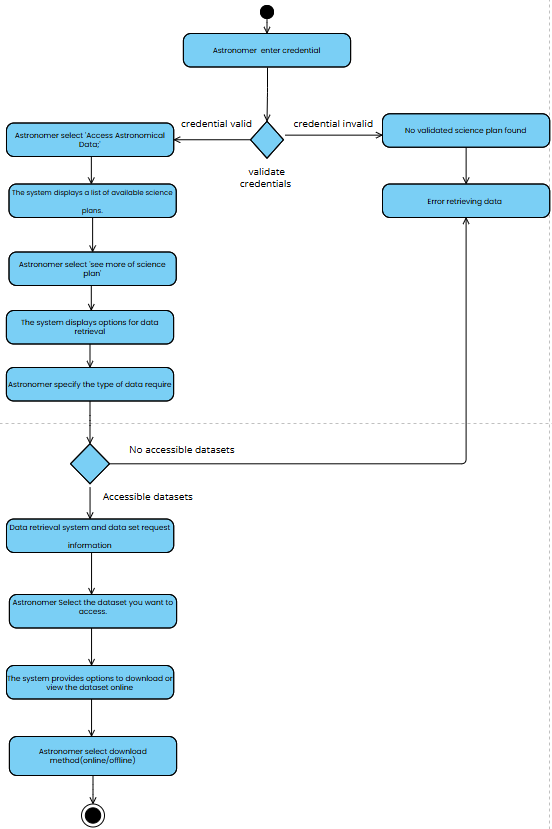 Astronomer enter credential
credential valid
credential invalid
Astronomer select 'Access Astronomical
Data;'
No validated science plan found
validate
credentials
The system displays a list of available science
plans.
Error retrieving data
Astronomer select 'see more of science
plan'
The system displays options for data
retrieval
Astronomer specify the type of data require
No accessible datasets
Accessible datasets
Data retrieval system and data set request
information
Astronomer Select the dataset you want to
access.
The system provides options to download or
view the dataset online
Astronomer select download
method(online/offline)